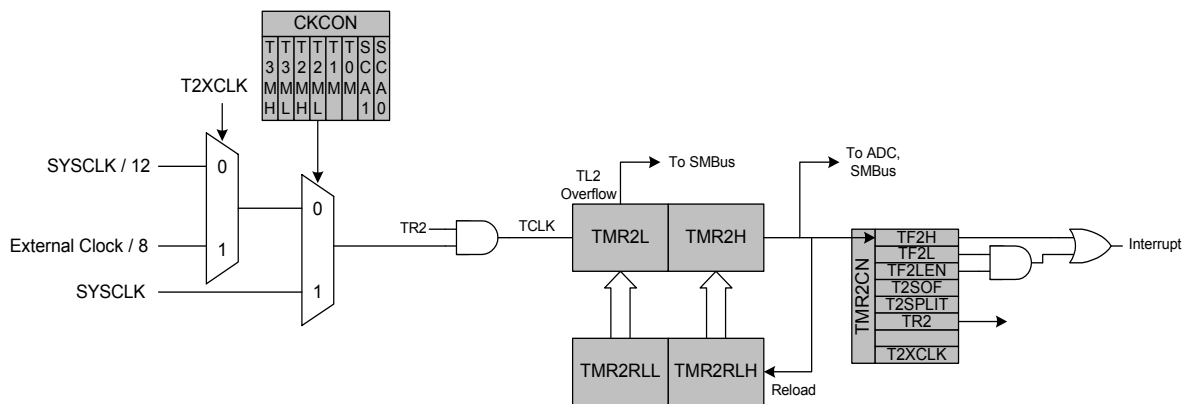 CKCON
T3MH
T3ML
T2MH
T2ML
T1M
T0M
SCA1
SCA0
T2XCLK
SYSCLK / 12
0
External Clock / 8
1
0
SYSCLK
1
TR2
TCLK
TL2
Overflow
To SMBus
To ADC,
SMBus
TMR2L
TMR2H
TMR2RLL
TMR2RLH
Reload
TMR2CN
TF2H
TF2L
TF2LEN
T2SOF
T2SPLIT
TR2
T2XCLK
Interrupt